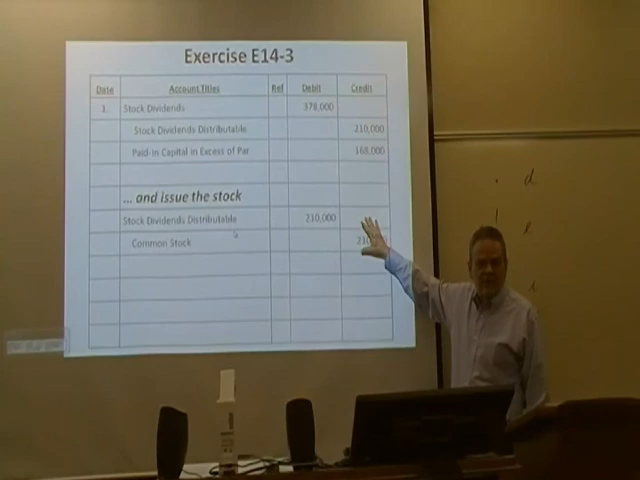 Exercise E14-3
Date Account Titles Ref Debit Credit
1. Stock Dividends 378,000
Stock Dividends Distributable 210,000
Paid-In Capital in Excess of Par 168,000
... and issue the stock
Stock Dividends Distributable 210,000
Common Stock
d